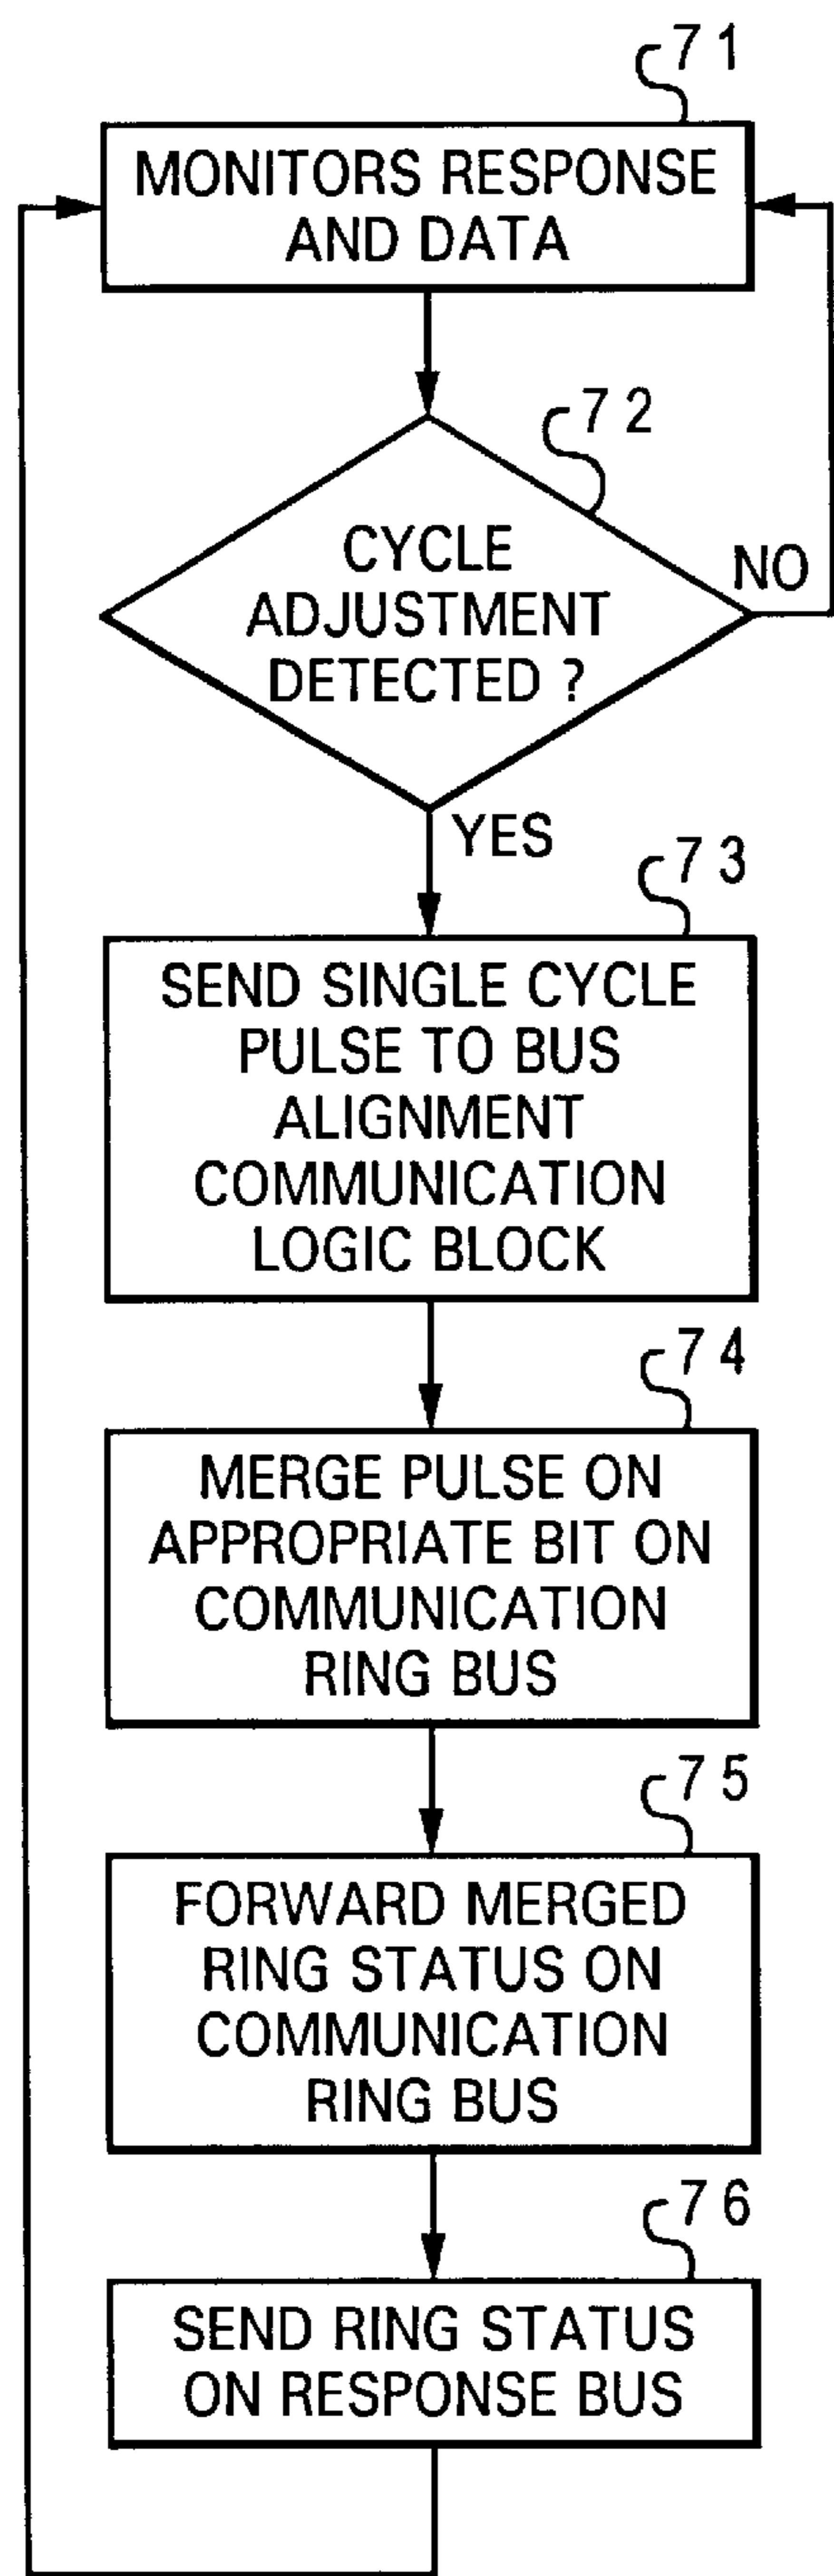 71
MONITORS RESPONSE
AND DATA
72
CYCLE
ADJUSTMENT
DETECTED ?
NO
YES
73
SEND SINGLE CYCLE
PULSE TO BUS
ALIGNMENT
COMMUNICATION
LOGIC BLOCK
74
MERGE PULSE ON
APPROPRIATE BIT ON
COMMUNICATION
RING BUS
75
FORWARD MERGED
RING STATUS ON
COMMUNICATION
RING BUS
76
SEND RING STATUS
ON RESPONSE BUS